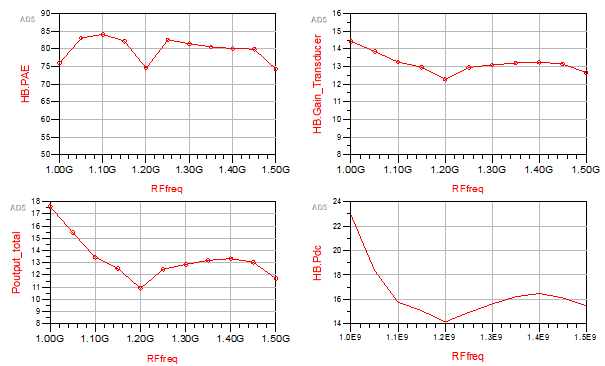 ADS
90
85
80
75
70
65
60
55
50
HB.PAE
1.00G 1.10G 1.20G 1.30G 1.40G 1.50G
RFfreq
ADS
16
15
14
13
12
11
10
9
8
HB.Gain_Transducer
1.00G 1.10G 1.20G 1.30G 1.40G 1.50G
RFfreq
ADS
18
17
16
15
14
13
12
11
10
9
8
Poutput_total
1.00G 1.10G 1.20G 1.30G 1.40G 1.50G
RFfreq
ADS
24
22
20
18
16
14
HB.Pdc
1.0E9 1.1E9 1.2E9 1.3E9 1.4E9 1.5E9
RFfreq